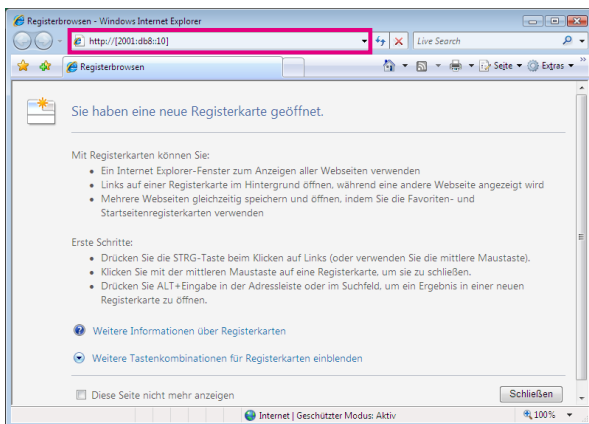 Registerbrowsen - Windows Internet Explorer
http://[2001:db8::10]
Live Search
Registerbrowsen
Seite
Extras
Sie haben eine neue Registerkarte geöffnet.
Mit Registerkarten können Sie:
• Ein Internet Explorer-Fenster zum Anzeigen aller Webseiten verwenden
• Links auf einer Registerkarte im Hintergrund öffnen, während eine andere Webseite angezeigt wird
• Mehrere Webseiten gleichzeitig speichern und öffnen, indem Sie die Favoriten- und
Startseitenregisterkarten verwenden
Erste Schritte:
• Drücken Sie die STRG-Taste beim Klicken auf Links (oder verwenden Sie die mittlere Maustaste).
• Klicken Sie mit der mittleren Maustaste auf eine Registerkarte, um sie zu schließen.
• Drücken Sie ALT+Eingabe in der Adressleiste oder im Suchfeld, um ein Ergebnis in einer neuen
Registerkarte zu öffnen.
Weitere Informationen über Registerkarten
Weitere Tastenkombinationen für Registerkarten einblenden
Diese Seite nicht mehr anzeigen
Schließen
Internet | Geschützter Modus: Aktiv
100%